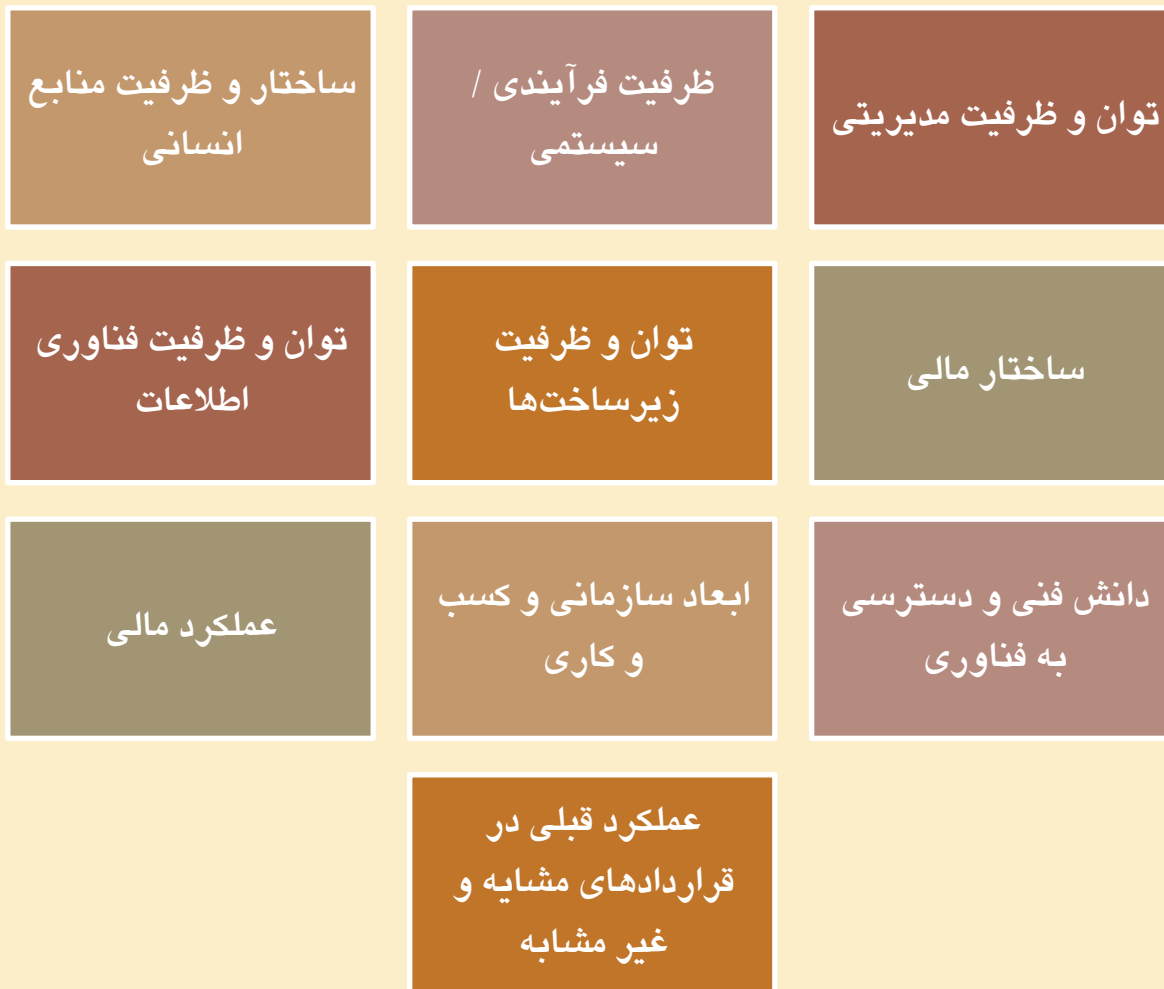 توان و ظرفیت مدیریتی
ظرفیت فرآیندی /
سیستمی
ساختار و ظرفیت منابع
انسانی
ساختار مالی
توان و ظرفیت
زیرساخت‌ها
توان و ظرفیت فناوری
اطلاعات
دانش فنی و دسترسی
به فناوری
ابعاد سازمانی و کسب
و کاری
عملکرد مالی
عملکرد قبلی در
قراردادهای مشایه و
غیر مشابه